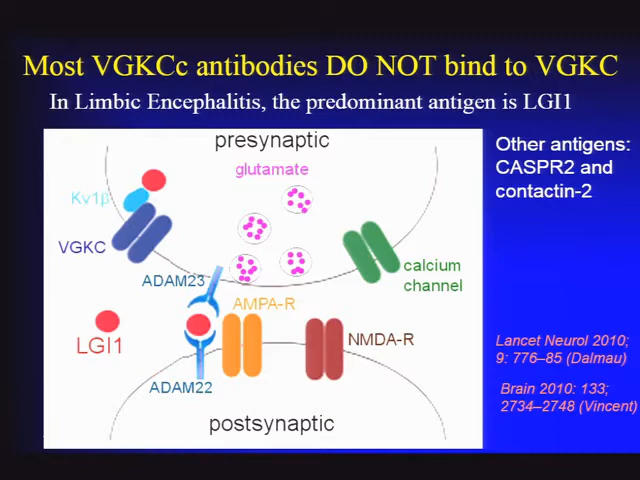 Most VGKCc antibodies DO NOT bind to VGKC
In Limbic Encephalitis, the predominant antigen is LGI1
presynaptic
glutamate
Kv1β
VGKC
calcium
channel
ADAM23
AMPA-R
LGI1
NMDA-R
ADAM22
postsynaptic
Other antigens:
CASPR2 and
contactin-2
Lancet Neurol 2010;
9: 776–85 (Dalmau)
Brain 2010: 133;
2734–2748 (Vincent)